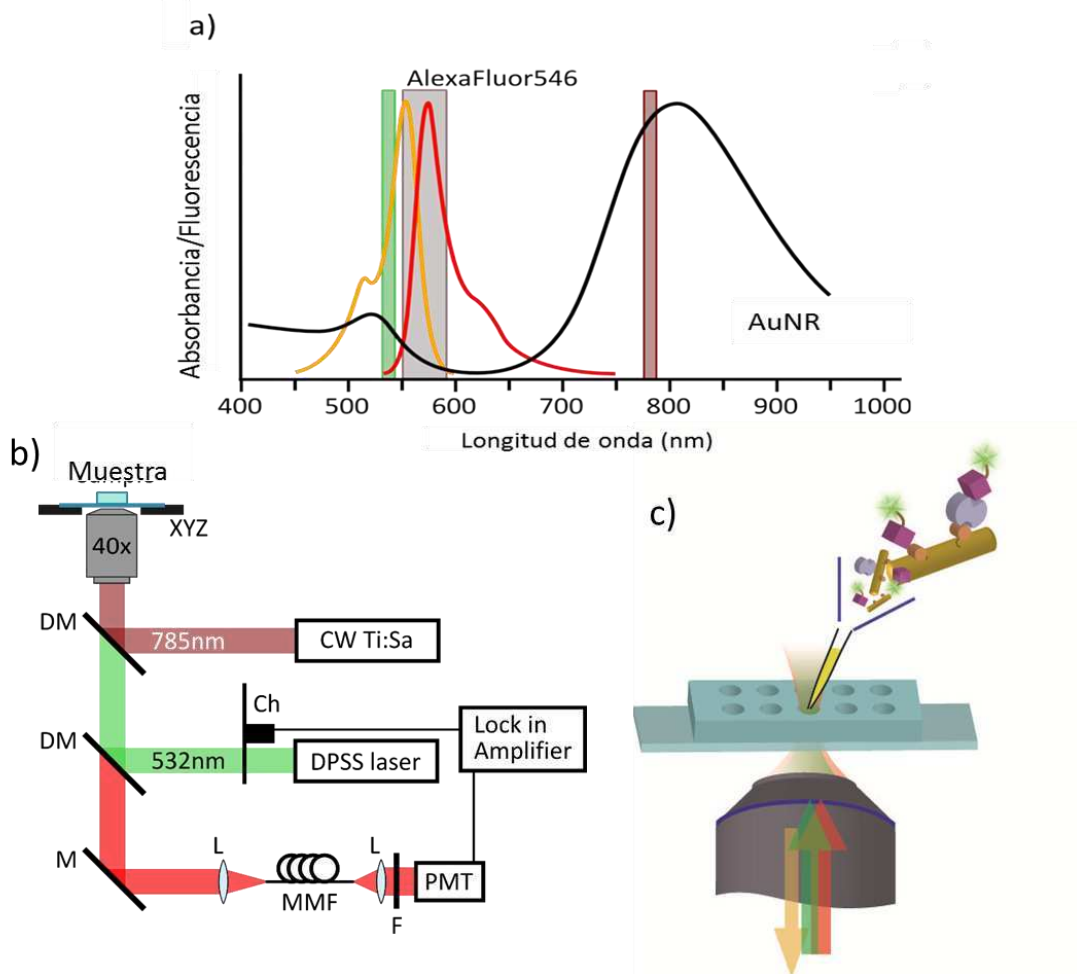 a)
AlexaFluor546
Absorbancia/Fluorescencia
AuNR
400 500 600 700 800 900 1000
Longitud de onda (nm)
b)
Muestra
XYZ
40x
DM
785nm
CW Ti:Sa
Ch
Lock in
Amplifier
DM
532nm
DPSS laser
M
L
L
MMF
F
PMT
c)